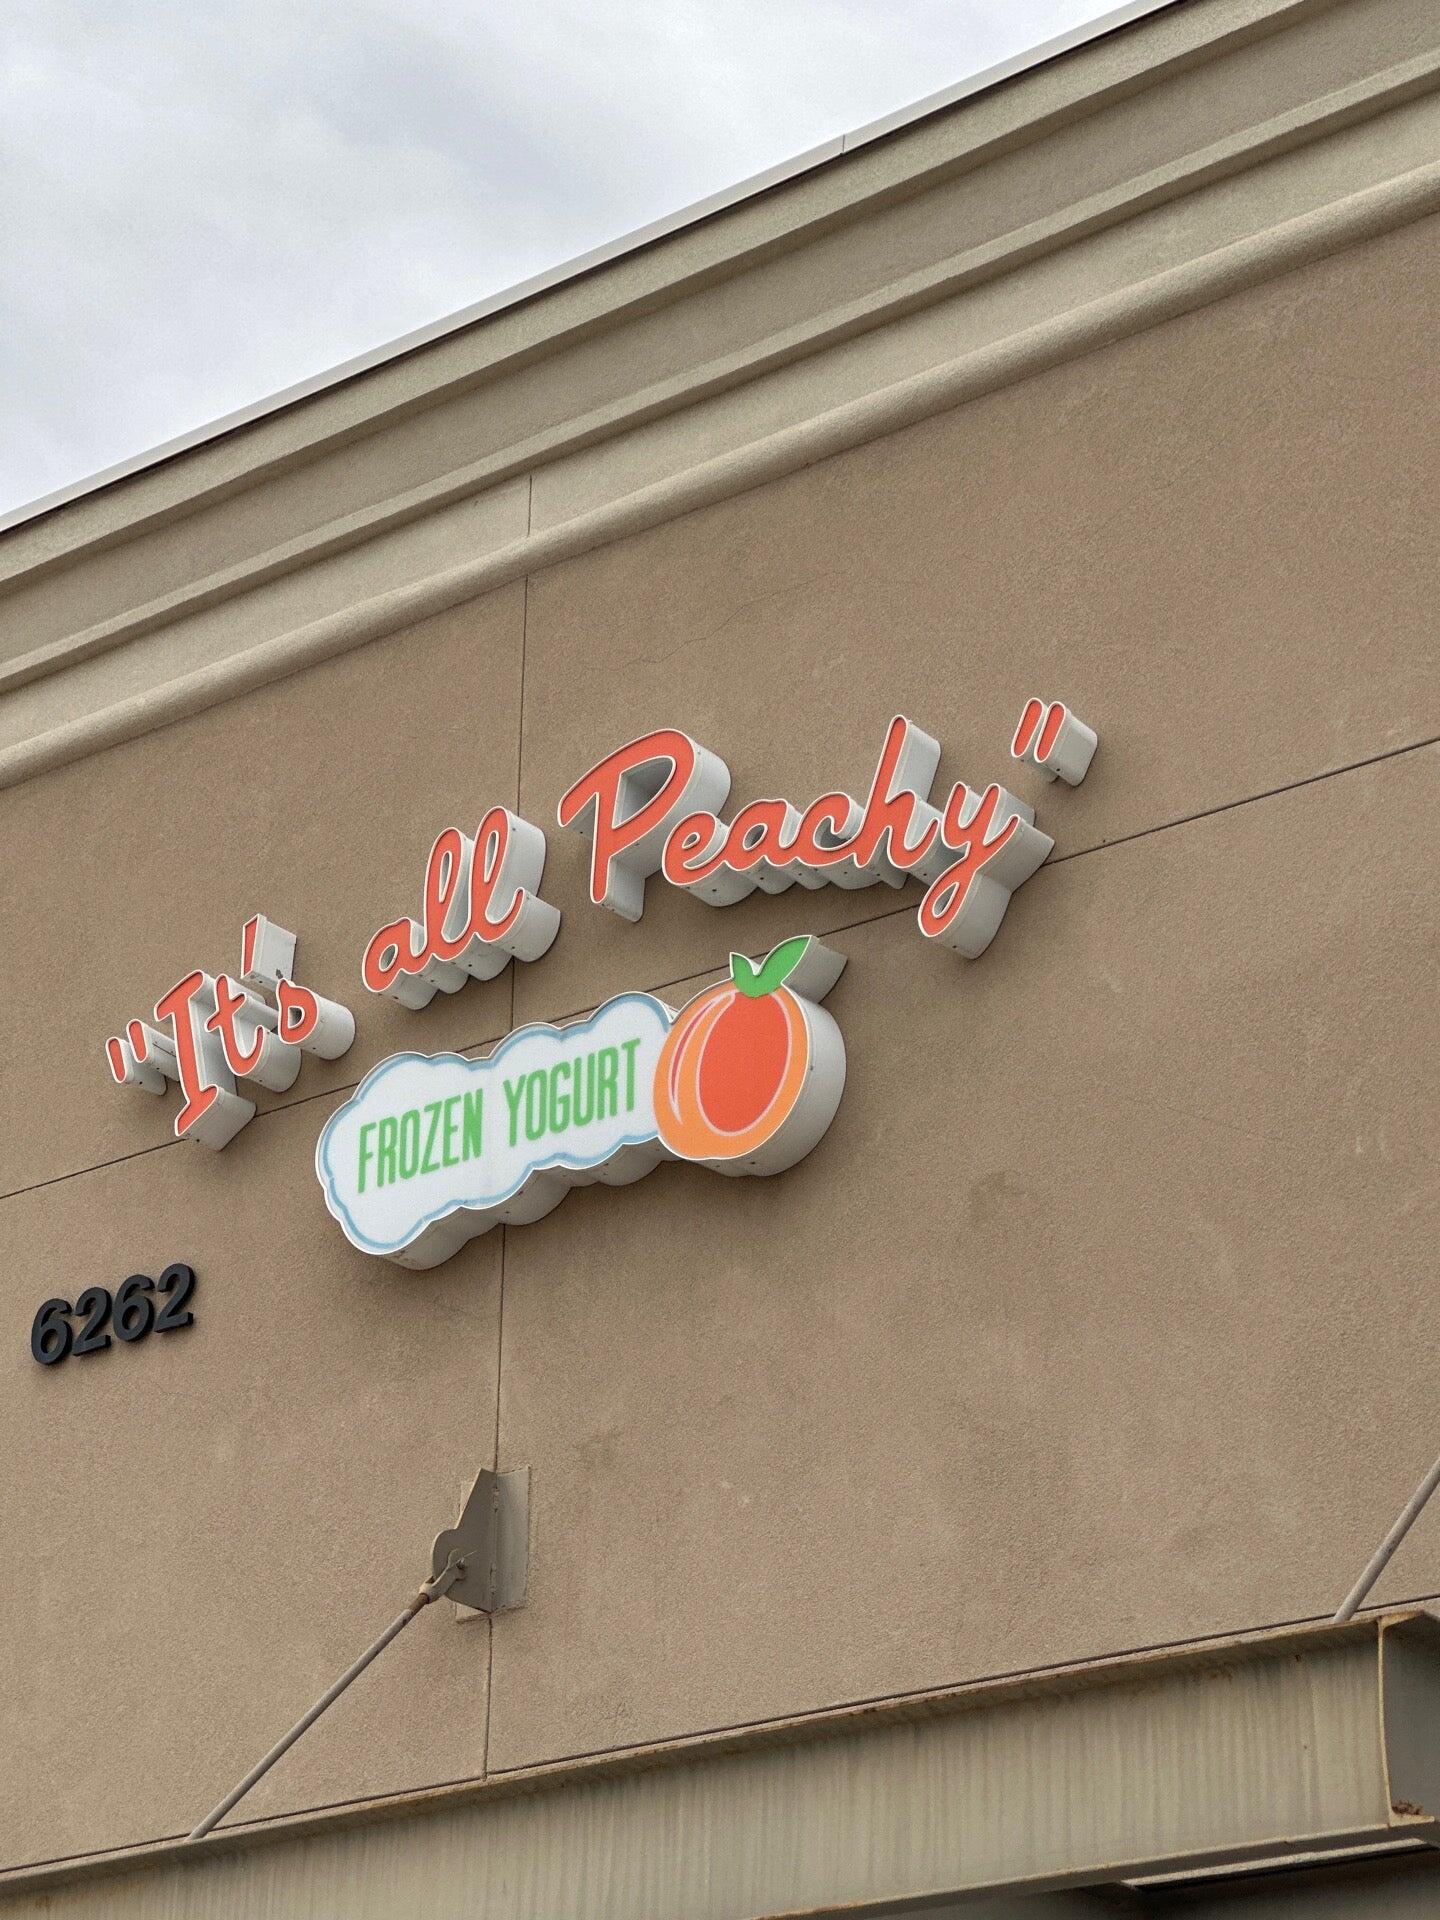 "It's all Peachy"
FROZEN YOGURT
6262